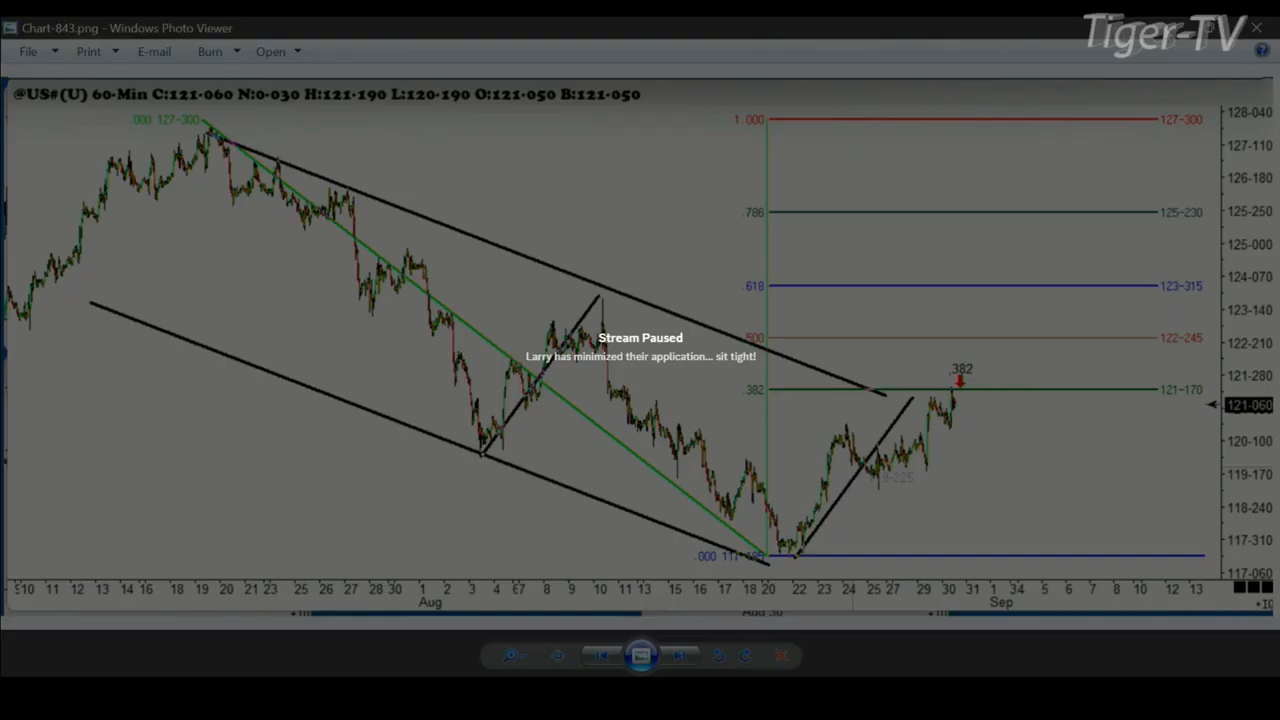 Chart-843.png - Windows Photo Viewer
Tiger-TV
File Print E-mail Burn Open
@US#(U) 60-Min C:121-060 N:0-030 H:121-190 L:120-190 O:121-050 B:121-050
.000 127-300
1.000 127-300
.786 125-230
.618 123-315
.500 122-245
.382 121-170
.382
.000
128-040
127-110
126-180
125-250
125-000
124-070
123-140
122-210
121-280
121-060
120-100
119-170
118-240
117-310
117-060
Stream Paused
Larry has minimized their application... sit tight!
10 11 12 13 14 18 18 19 20 21 23 25 26 27 28 30 1 2 3 4 67 8 9 10 11 13 15 16 17 18 20 22 23 24 25 27 29 30 31 1 34 5 6 7 8 10 12 13
Aug Sep